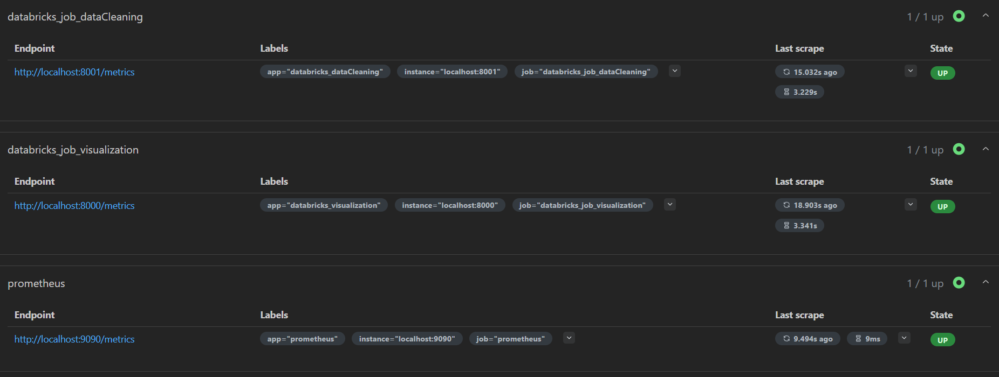 databricks_job_dataCleaning 1 / 1 up
Endpoint Labels Last scrape State
http://localhost:8001/metrics app="databricks_dataCleaning" instance="localhost:8001" job="databricks_job_dataCleaning" 15.032s ago UP
3.229s
databricks_job_visualization 1 / 1 up
Endpoint Labels Last scrape State
http://localhost:8000/metrics app="databricks_visualization" instance="localhost:8000" job="databricks_job_visualization" 18.903s ago UP
3.341s
prometheus 1 / 1 up
Endpoint Labels Last scrape State
http://localhost:9090/metrics app="prometheus" instance="localhost:9090" job="prometheus" 9.494s ago 9ms UP